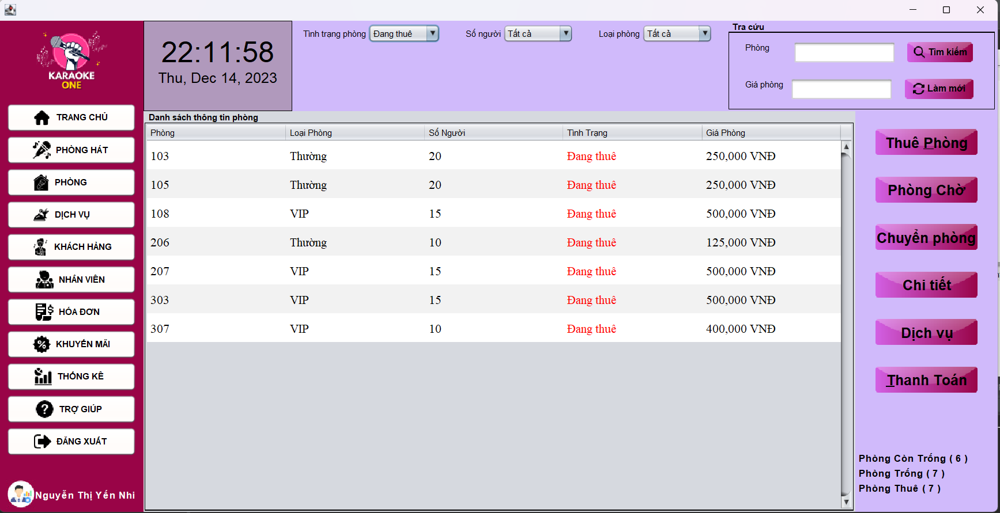 KARAOKE
ONE
TRANG CHỦ
PHÒNG HÁT
PHÒNG
DỊCH VỤ
KHÁCH HÀNG
NHÂN VIÊN
HÓA ĐƠN
KHUYẾN MÃI
THỐNG KÊ
TRỢ GIÚP
ĐĂNG XUẤT
Nguyễn Thị Yến Nhi
22:11:58
Thu, Dec 14, 2023
Tình trạng phòng Đang thuê Số người Tất cả Loại phòng Tất cả
Tra cứu
Phòng Tìm kiếm
Giá phòng Làm mới
Danh sách thông tin phòng
Phòng Loại Phòng Số Người Tình Trạng Giá Phòng
103 Thường 20 Đang thuê 250,000 VNĐ
105 Thường 20 Đang thuê 250,000 VNĐ
108 VIP 15 Đang thuê 500,000 VNĐ
206 Thường 10 Đang thuê 125,000 VNĐ
207 VIP 15 Đang thuê 500,000 VNĐ
303 VIP 15 Đang thuê 500,000 VNĐ
307 VIP 10 Đang thuê 400,000 VNĐ
Thuê Phòng
Phòng Chờ
Chuyển phòng
Chi tiết
Dịch vụ
Thanh Toán
Phòng Còn Trống ( 6 )
Phòng Trống ( 7 )
Phòng Thuê ( 7 )